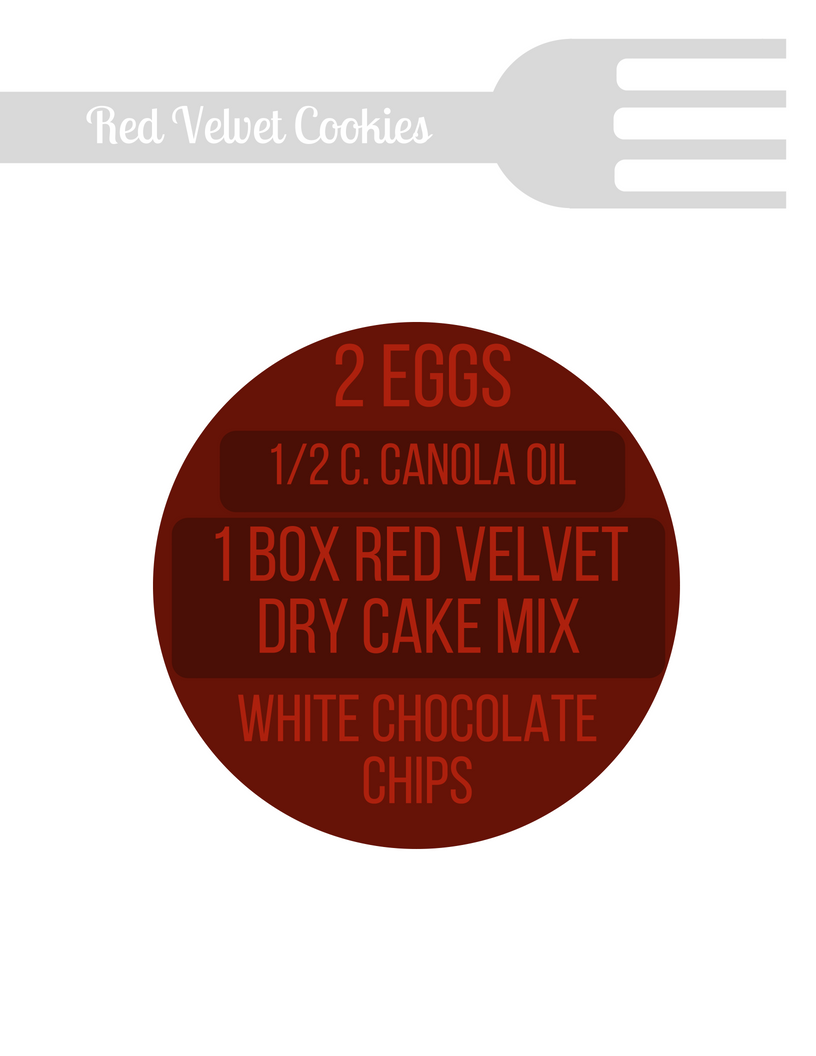 Red Velvet Cookies
2 EGGS
1/2 C. CANOLA OIL
1 BOX RED VELVET
DRY CAKE MIX
WHITE CHOCOLATE
CHIPS